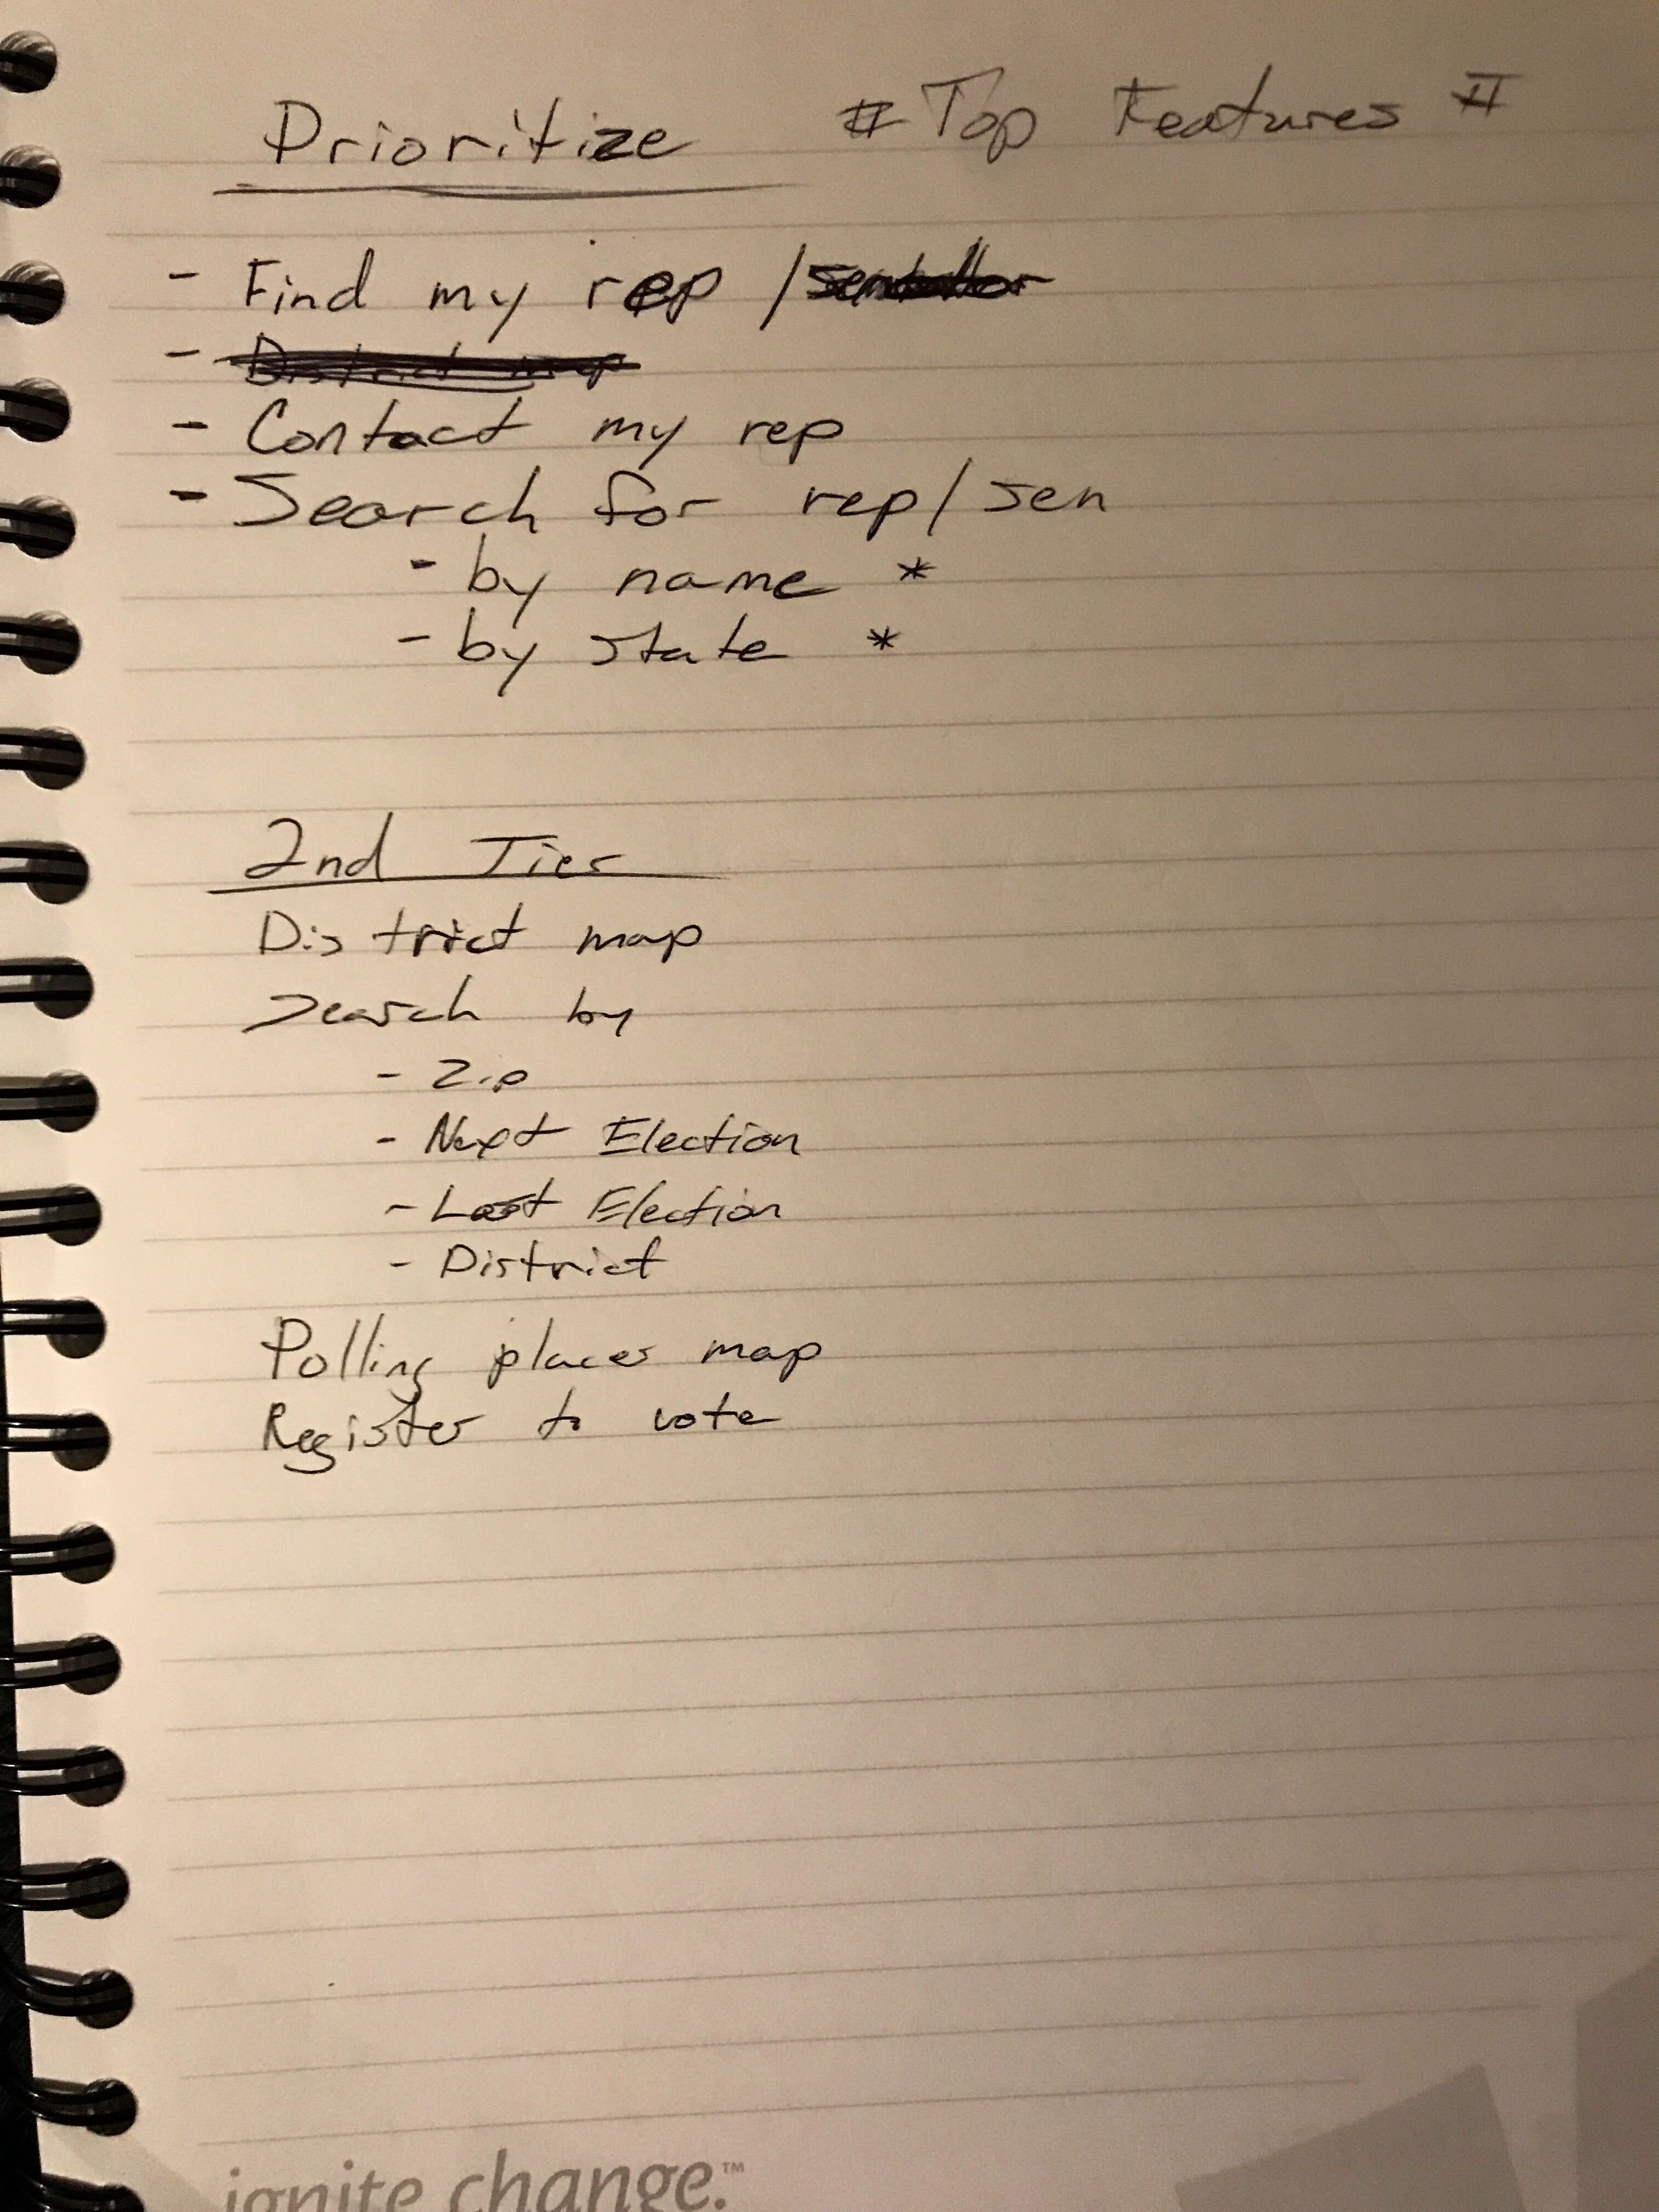 Prioritize # Top Features #
- Find my rep / senator
- District map
- Contact my rep
- Search for rep/sen
- by name *
- by state *
2nd Tier
District map
Search by
- Zip
- Next Election
- Last Election
- District
Polling places map
Register to vote
ignite change.™